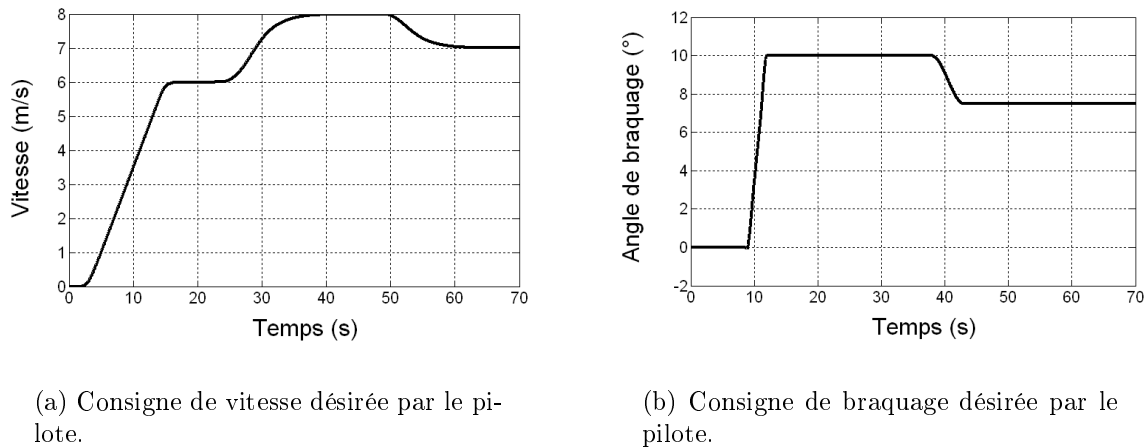 8
7
6
5
4
3
2
1
0
Vitesse (m/s)
0 10 20 30 40 50 60 70
Temps (s)
12
10
8
6
4
2
0
-2
Angle de braquage (°)
0 10 20 30 40 50 60 70
Temps (s)
(a) Consigne de vitesse désirée par le pi-
lote.
(b) Consigne de braquage désirée par le
pilote.